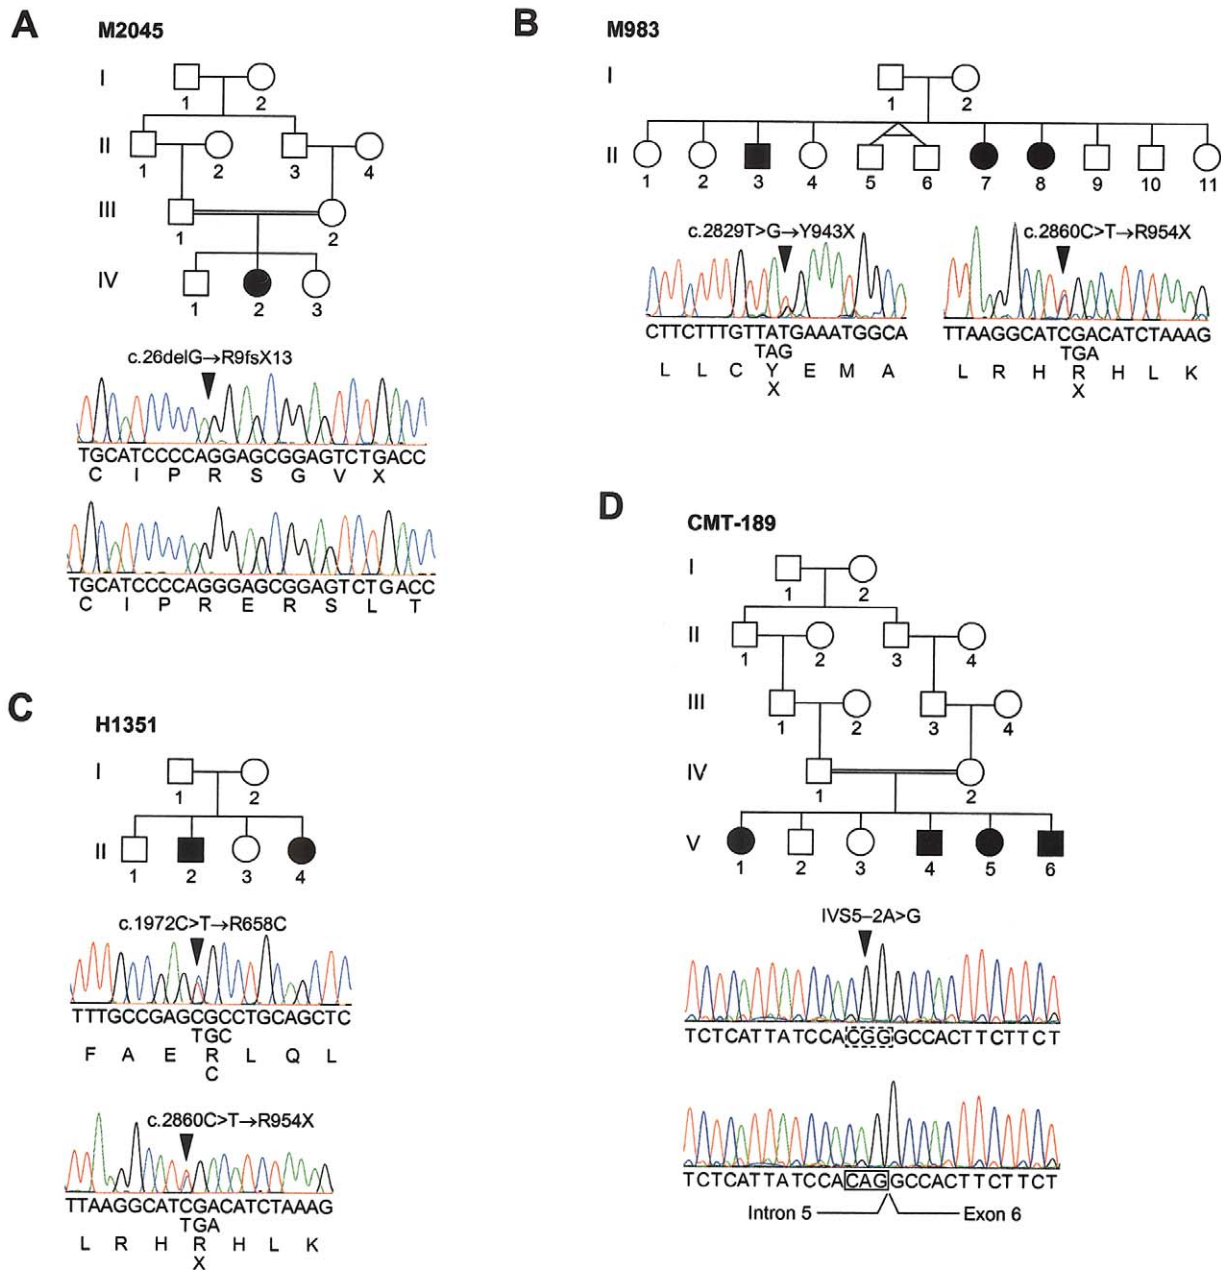 A
M2045
I
1 2
II
1 2 3 4
III
1 2
IV
1 2 3
c.26delG→R9fsX13
TGCATCCCCAGGAGCGGAGTCTGACC
C I P R S G V X
TGCATCCCCAGGGAGCGGAGTCTGACC
C I P R E R S L T
B
M983
I
1 2
II
1 2 3 4 5 6 7 8 9 10 11
c.2829T>G→Y943X
CTTCTTTGTTATGAAATGGCA
TAG
L L C Y E M A
X
c.2860C>T→R954X
TTAAGGCATCGACATCTAAAG
TGA
L R H R H L K
X
C
H1351
I
1 2
II
1 2 3 4
c.1972C>T→R658C
TTTGCCGAGCGCCTGCAGCTC
TGC
F A E R L Q L
C
c.2860C>T→R954X
TTAAGGCATCGACATCTAAAG
TGA
L R H R H L K
X
D
CMT-189
I
1 2
II
1 2 3 4
III
1 2 3 4
IV
1 2
V
1 2 3 4 5 6
IVS5–2A>G
TCTCATTATCCACGGGCCACTTCTTCT
TCTCATTATCCACAGGCCACTTCTTCT
Intron 5 Exon 6